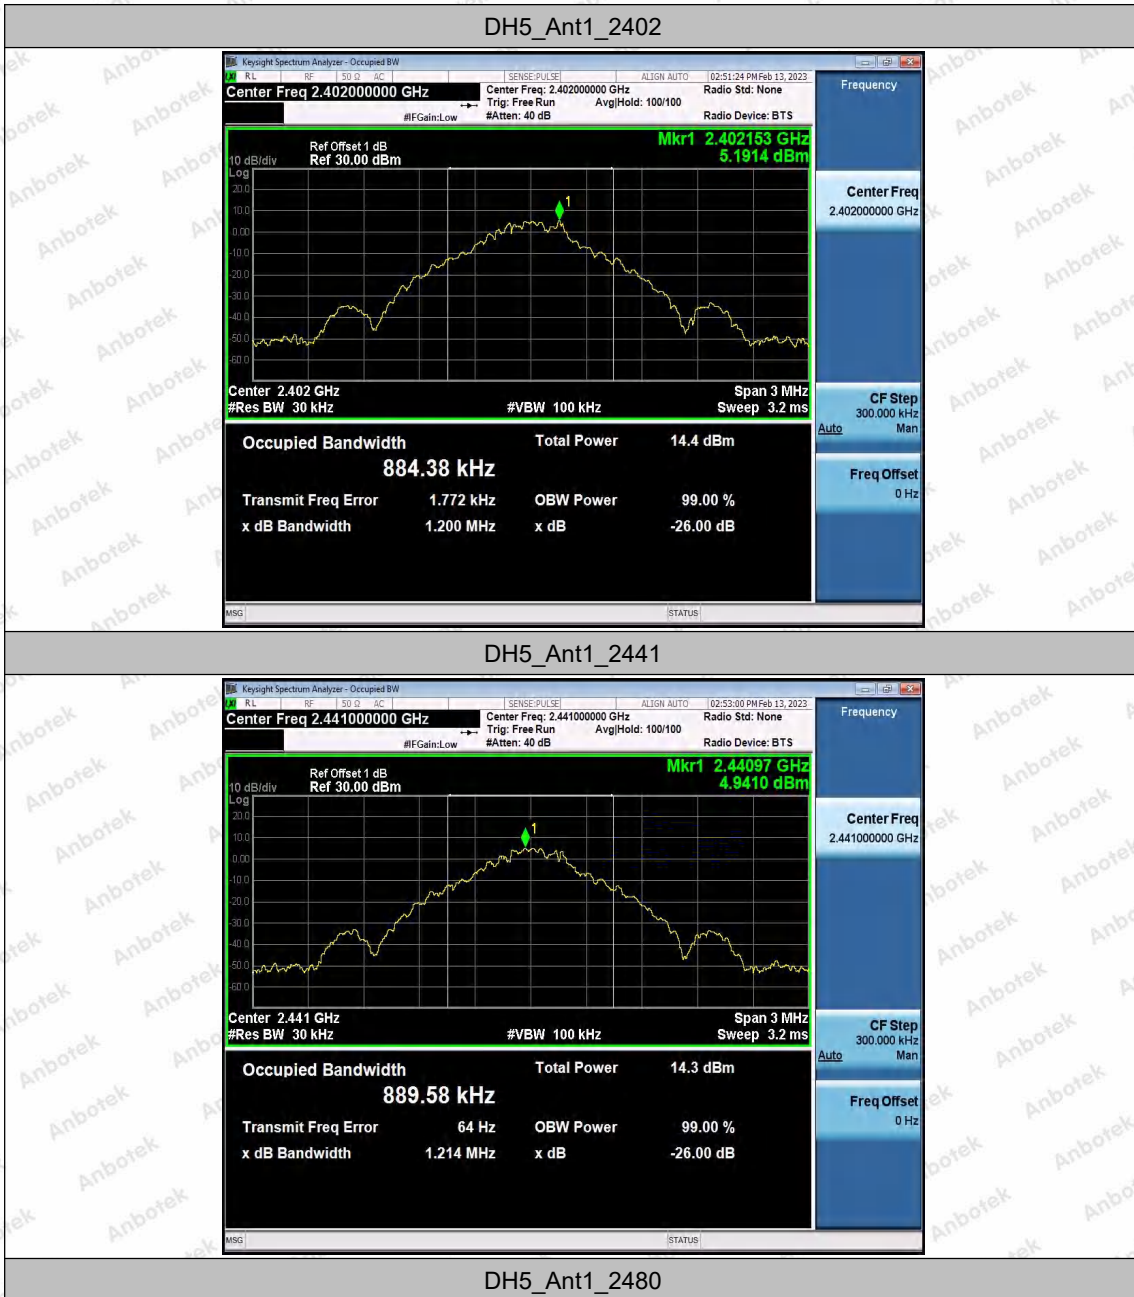 DH5_Ant1_2402
Keysight Spectrum Analyzer - Occupied BW
RL RF 50 Ω AC SENSE:PULSE ALIGN AUTO 02:51:24 PM Feb 13, 2023
Center Freq 2.402000000 GHz
Center Freq: 2.402000000 GHz Radio Std: None
Trig: Free Run Avg|Hold: 100/100
#IFGain:Low #Atten: 40 dB Radio Device: BTS
Frequency
Mkr1 2.402153 GHz
5.1914 dBm
Ref Offset 1 dB
10 dB/div Ref 30.00 dBm
Log
20.0
10.0
0.00
-10.0
-20.0
-30.0
-40.0
-50.0
-60.0
1
Center 2.402 GHz Span 3 MHz
#Res BW 30 kHz #VBW 100 kHz Sweep 3.2 ms
Center Freq
2.402000000 GHz
CF Step
300.000 kHz
Auto Man
Freq Offset
0 Hz
Occupied Bandwidth Total Power 14.4 dBm
884.38 kHz
Transmit Freq Error 1.772 kHz OBW Power 99.00 %
x dB Bandwidth 1.200 MHz x dB -26.00 dB
MSG STATUS
DH5_Ant1_2441
Keysight Spectrum Analyzer - Occupied BW
RL RF 50 Ω AC SENSE:PULSE ALIGN AUTO 02:53:00 PM Feb 13, 2023
Center Freq 2.441000000 GHz
Center Freq: 2.441000000 GHz Radio Std: None
Trig: Free Run Avg|Hold: 100/100
#IFGain:Low #Atten: 40 dB Radio Device: BTS
Frequency
Mkr1 2.44097 GHz
4.9410 dBm
Ref Offset 1 dB
10 dB/div Ref 30.00 dBm
Log
20.0
10.0
0.00
-10.0
-20.0
-30.0
-40.0
-50.0
-60.0
1
Center 2.441 GHz Span 3 MHz
#Res BW 30 kHz #VBW 100 kHz Sweep 3.2 ms
Center Freq
2.441000000 GHz
CF Step
300.000 kHz
Auto Man
Freq Offset
0 Hz
Occupied Bandwidth Total Power 14.3 dBm
889.58 kHz
Transmit Freq Error 64 Hz OBW Power 99.00 %
x dB Bandwidth 1.214 MHz x dB -26.00 dB
MSG STATUS
DH5_Ant1_2480
Anbotek